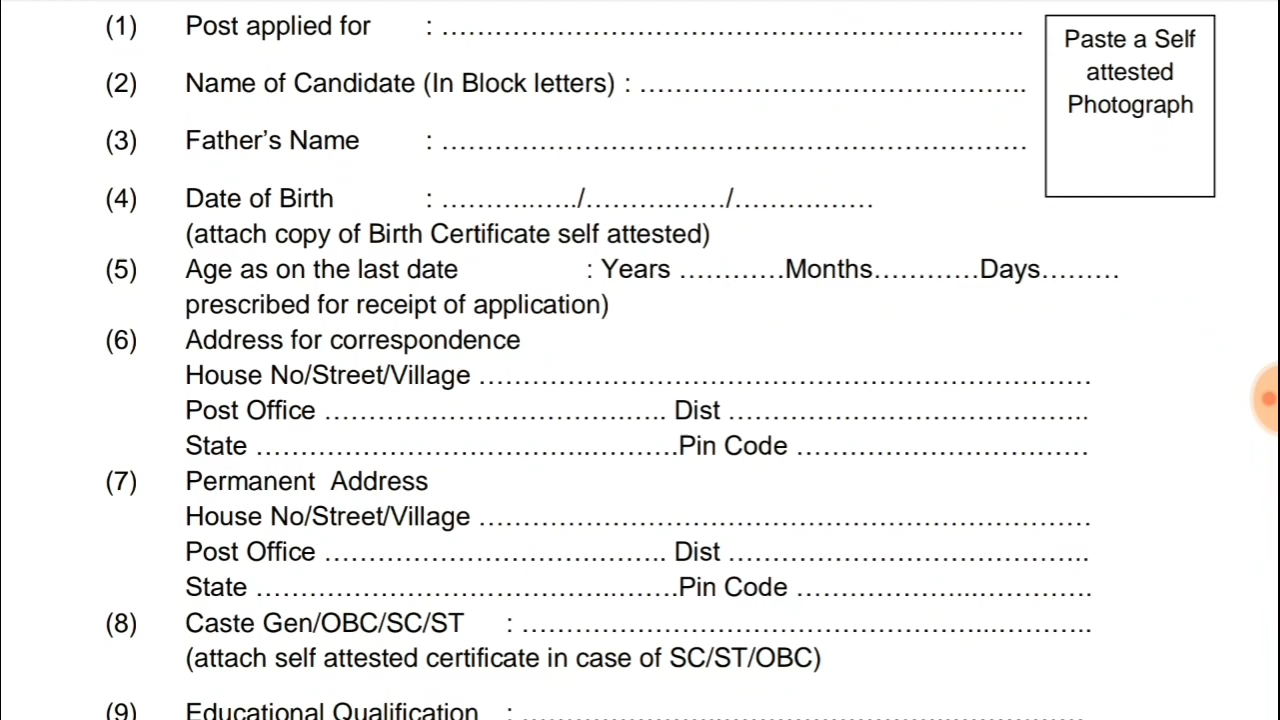 (1) Post applied for : ……………………………………………………...…….
(2) Name of Candidate (In Block letters) : ……………………………………..
(3) Father’s Name : …………………………………………………………
Paste a Self
attested
Photograph
(4) Date of Birth : ……………/……………/……………
(attach copy of Birth Certificate self attested)
(5) Age as on the last date : Years …………Months…………Days………
prescribed for receipt of application)
(6) Address for correspondence
House No/Street/Village ……………………………………………………………
Post Office ……………………………….. Dist …………………………………..
State ……………………………..……….Pin Code ……………………………
(7) Permanent Address
House No/Street/Village ……………………………………………………………
Post Office ……………………………….. Dist …………………………………..
State ……………………………..……….Pin Code ………………..………….
(8) Caste Gen/OBC/SC/ST : ……………………………………………..…………
(attach self attested certificate in case of SC/ST/OBC)
(9) Educational Qualification : ……………………………………………..………